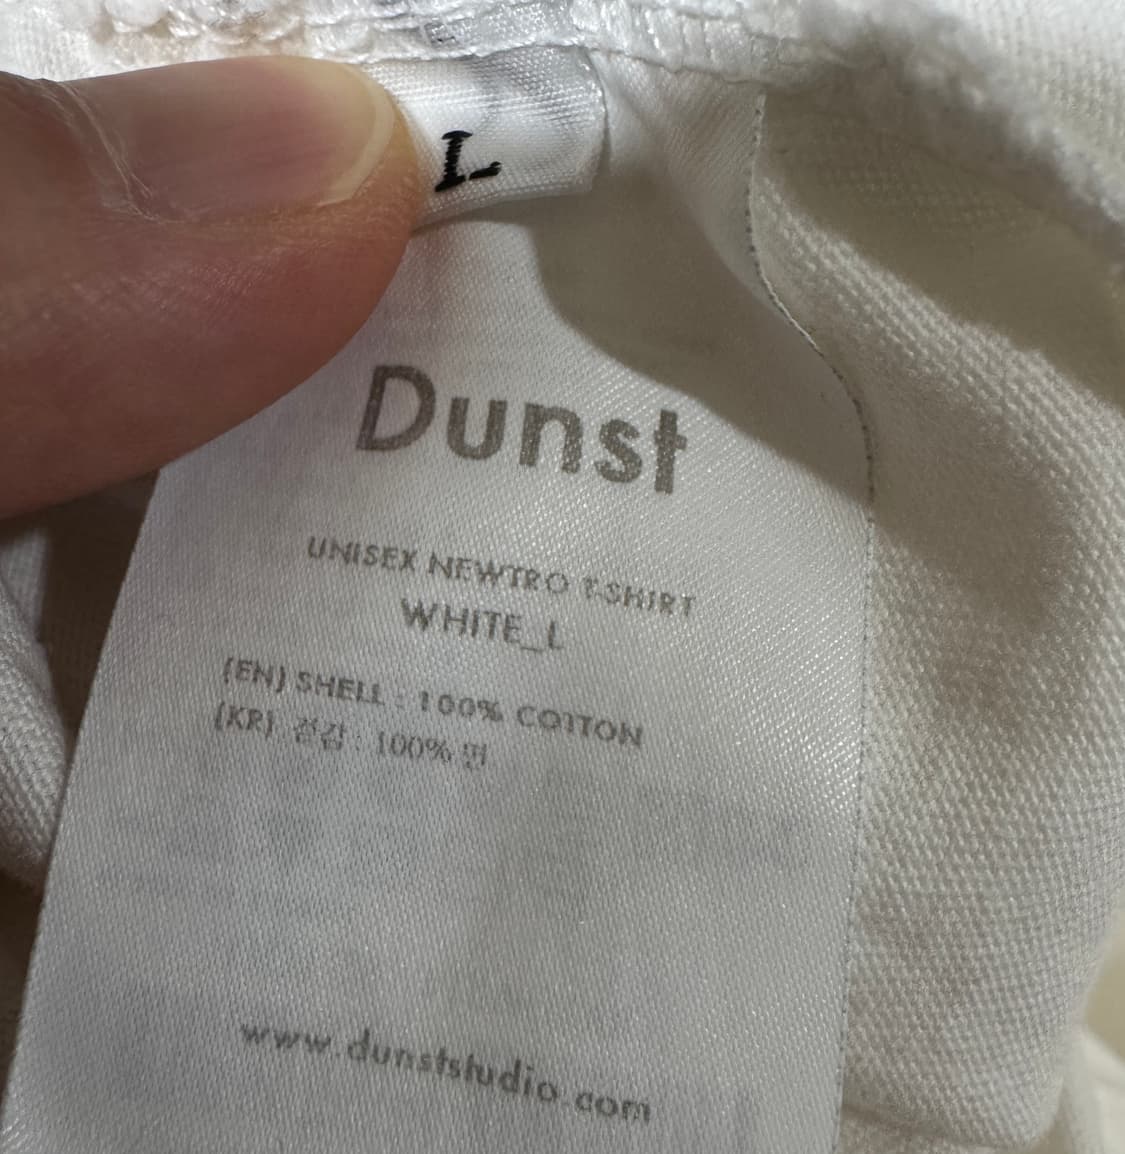 L
Dunst
UNISEX NEWTRO T-SHIRT
WHITE_L
(EN) SHELL : 100% COTTON
(KR) 겉감 : 100% 면
www.dunststudio.com